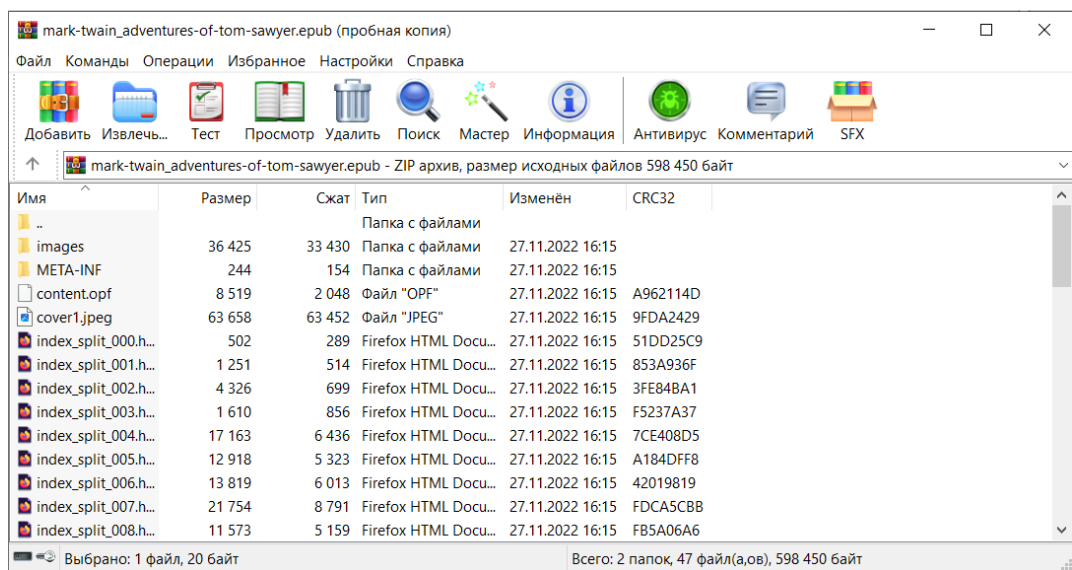 mark-twain_adventures-of-tom-sawyer.epub (пробная копия)
Файл Команды Операции Избранное Настройки Справка
Добавить Извлечь... Тест Просмотр Удалить Поиск Мастер Информация Антивирус Комментарий SFX
mark-twain_adventures-of-tom-sawyer.epub - ZIP архив, размер исходных файлов 598 450 байт
Имя Размер Сжат Тип Изменён CRC32
.. Папка с файлами
images 36 425 33 430 Папка с файлами 27.11.2022 16:15
META-INF 244 154 Папка с файлами 27.11.2022 16:15
content.opf 8 519 2 048 Файл "OPF" 27.11.2022 16:15 A962114D
cover1.jpeg 63 658 63 452 Файл "JPEG" 27.11.2022 16:15 9FDA2429
index_split_000.h... 502 289 Firefox HTML Docu... 27.11.2022 16:15 51DD25C9
index_split_001.h... 1 251 514 Firefox HTML Docu... 27.11.2022 16:15 853A936F
index_split_002.h... 4 326 699 Firefox HTML Docu... 27.11.2022 16:15 3FE84BA1
index_split_003.h... 1 610 856 Firefox HTML Docu... 27.11.2022 16:15 F5237A37
index_split_004.h... 17 163 6 436 Firefox HTML Docu... 27.11.2022 16:15 7CE408D5
index_split_005.h... 12 918 5 323 Firefox HTML Docu... 27.11.2022 16:15 A184DFF8
index_split_006.h... 13 819 6 013 Firefox HTML Docu... 27.11.2022 16:15 42019819
index_split_007.h... 21 754 8 791 Firefox HTML Docu... 27.11.2022 16:15 FDCA5CBB
index_split_008.h... 11 573 5 159 Firefox HTML Docu... 27.11.2022 16:15 FB5A06A6
Выбрано: 1 файл, 20 байт Всего: 2 папок, 47 файл(а,ов), 598 450 байт